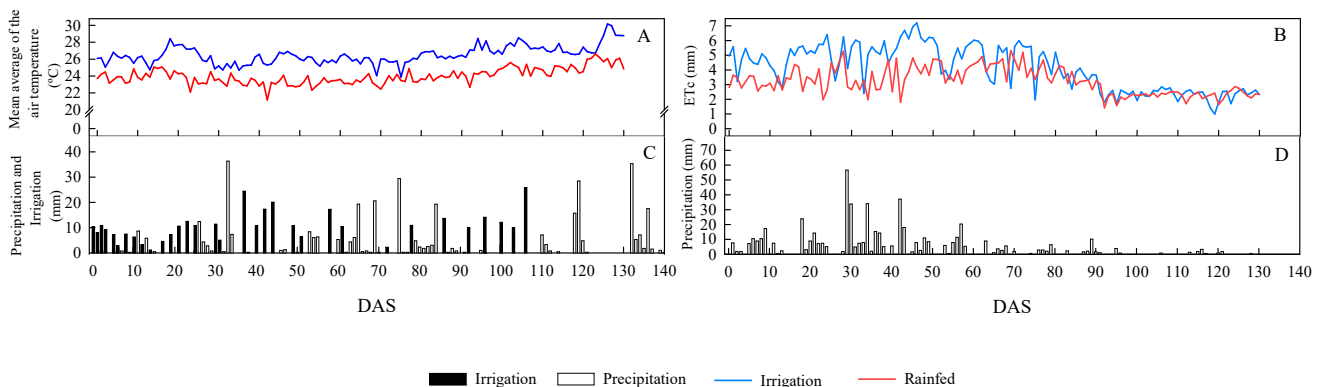 Mean average of the
air temperature
(ºC)
30
28
26
24
22
20
0
A
ETc (mm)
7
6
5
4
3
2
1
0
B
Precipitation and
Irrigation
(mm)
40
30
20
10
0
C
0 10 20 30 40 50 60 70 80 90 100 110 120 130 140
DAS
Precipitation (mm)
70
60
50
40
30
20
10
0
D
0 10 20 30 40 50 60 70 80 90 100 110 120 130 140
DAS
Irrigation Precipitation Irrigation Rainfed